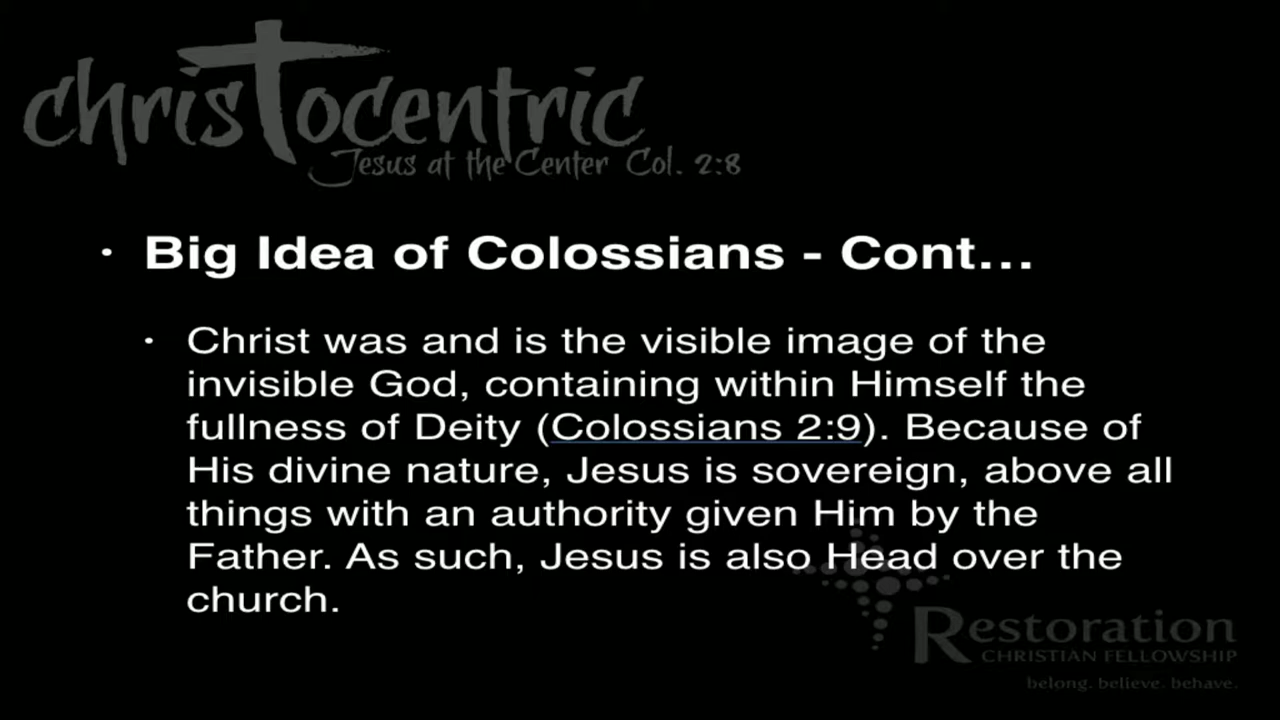 christocentric
Jesus at the Center Col. 2:8
• Big Idea of Colossians - Cont...
• Christ was and is the visible image of the
invisible God, containing within Himself the
fullness of Deity (Colossians 2:9). Because of
His divine nature, Jesus is sovereign, above all
things with an authority given Him by the
Father. As such, Jesus is also Head over the
church.
Restoration
CHRISTIAN FELLOWSHIP
belong. believe. behave.